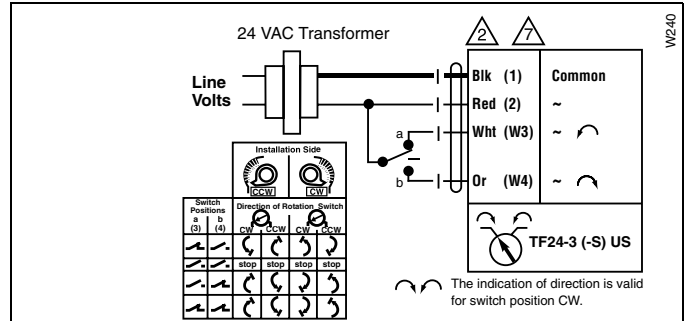 W240
24 VAC Transformer
2 7
Line
Volts
Blk (1) Common
Red (2) ~
Wht (W3) ~
Or (W4) ~
a
b
Installation Side
CCW CW
Switch
Positions
a b
(3) (4)
Direction of Rotation Switch
CW CCW CW CCW
stop stop stop stop
TF24-3 (-S) US
The indication of direction is valid
for switch position CW.